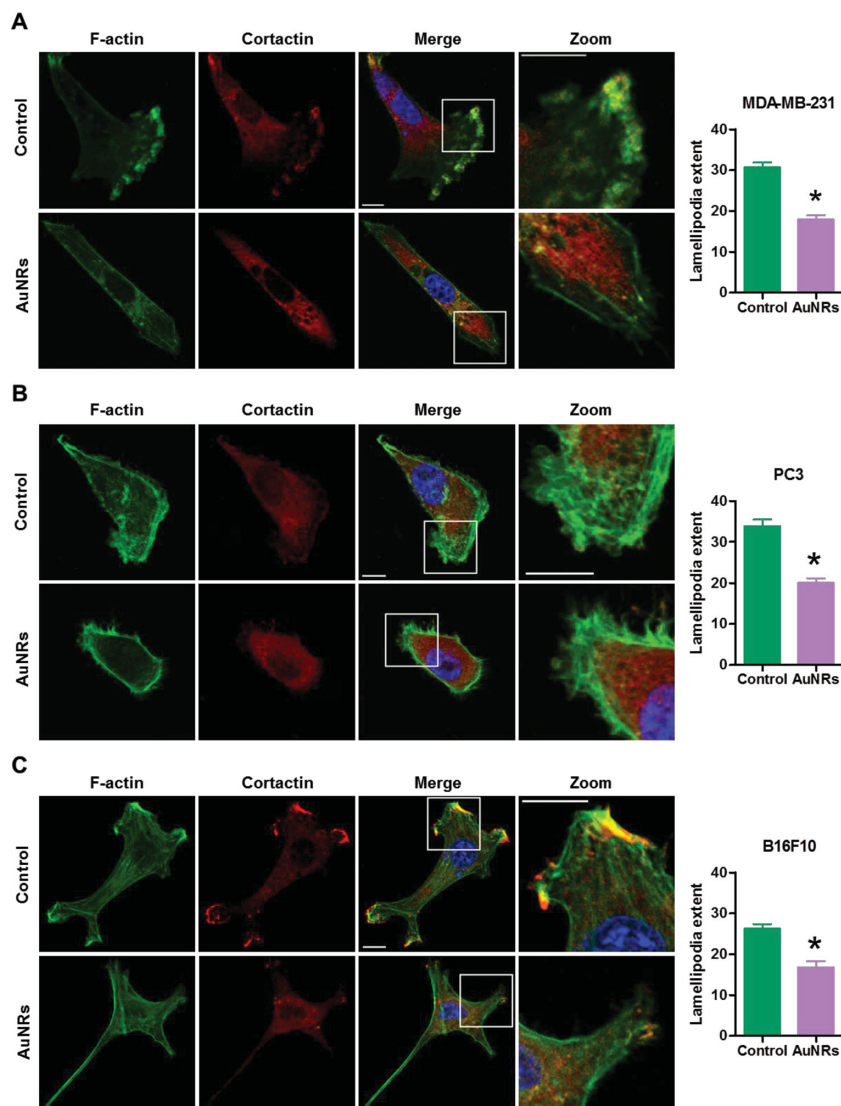 A
F-actin Cortactin Merge Zoom
Control
AuNRs
MDA-MB-231
Lamellipodia extent
40
30
20
10
0
*
Control AuNRs
B
F-actin Cortactin Merge Zoom
Control
AuNRs
PC3
Lamellipodia extent
40
30
20
10
0
*
Control AuNRs
C
F-actin Cortactin Merge Zoom
Control
AuNRs
B16F10
Lamellipodia extent
40
30
20
10
0
*
Control AuNRs